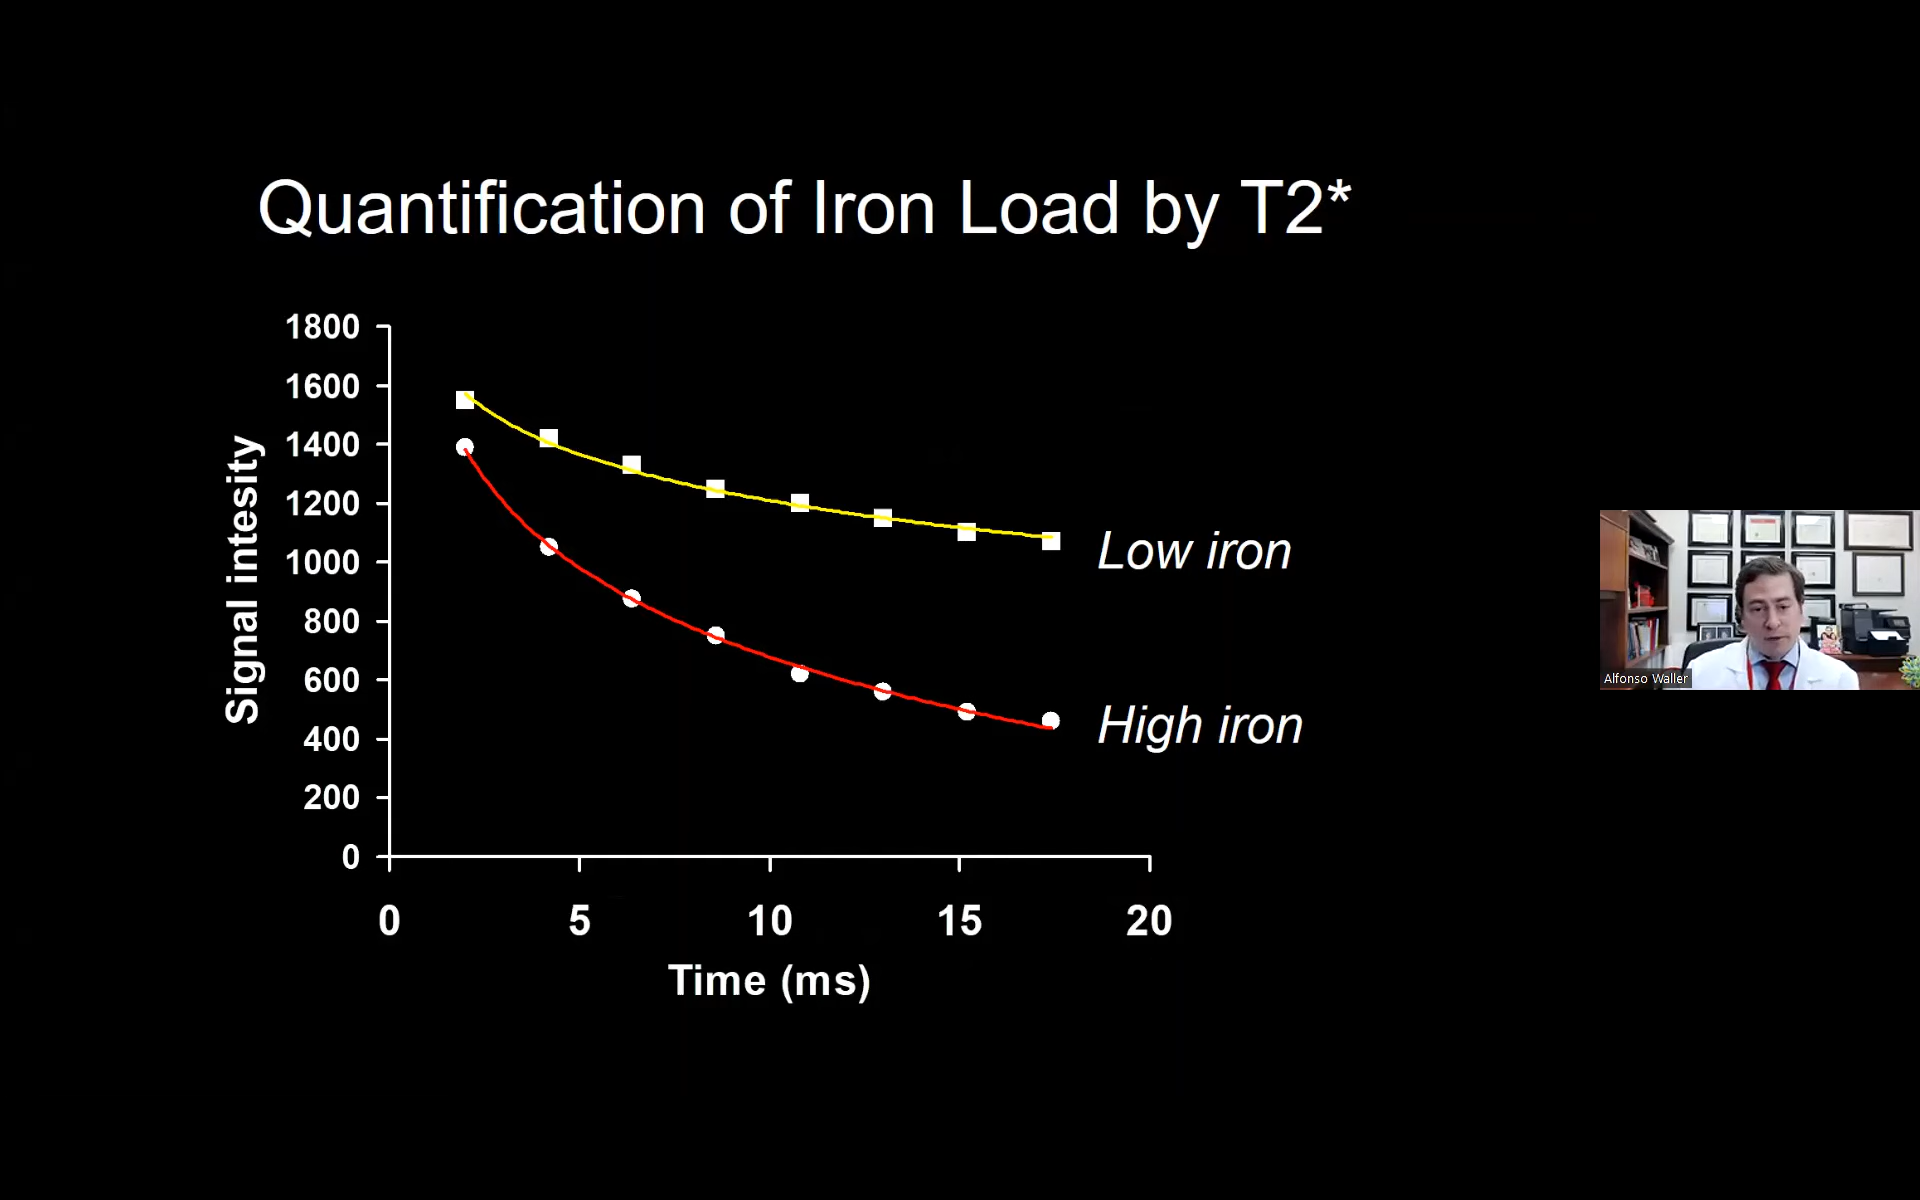 Quantification of Iron Load by T2*
1800
1600
1400
1200
1000
800
600
400
200
0
Signal intesity
0 5 10 15 20
Time (ms)
Low iron
High iron
Alfonso Waller